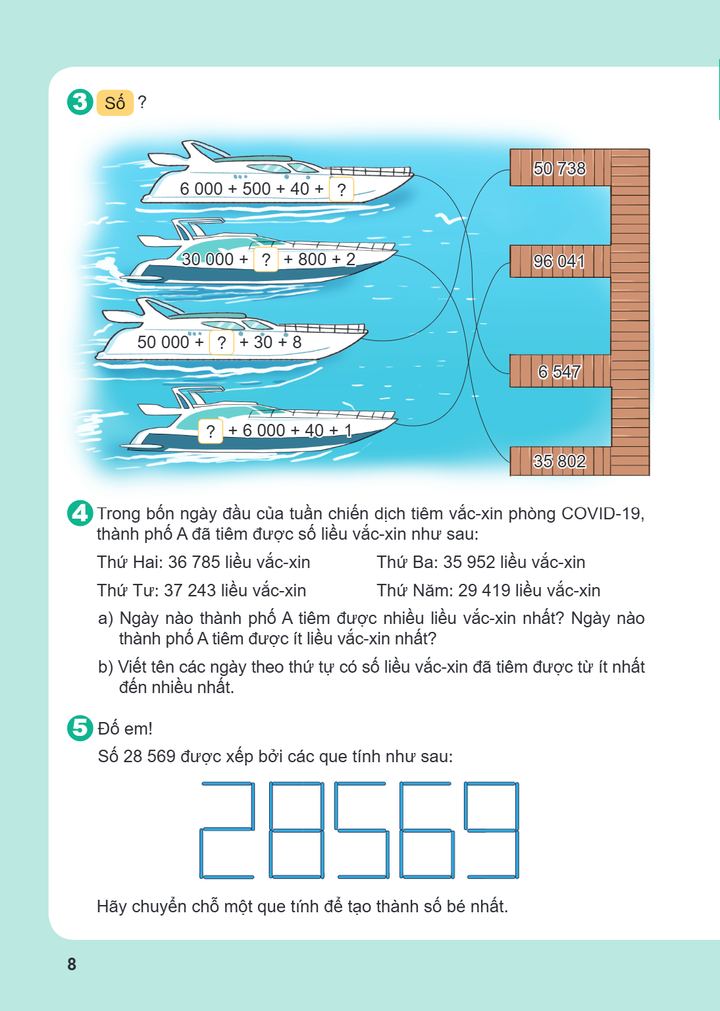 3 Số ?
6 000 + 500 + 40 + ?
50 738
30 000 + ? + 800 + 2
96 041
50 000 + ? + 30 + 8
6 547
? + 6 000 + 40 + 1
35 802
4 Trong bốn ngày đầu của tuần chiến dịch tiêm vắc-xin phòng COVID-19,
thành phố A đã tiêm được số liều vắc-xin như sau:
Thứ Hai: 36 785 liều vắc-xin Thứ Ba: 35 952 liều vắc-xin
Thứ Tư: 37 243 liều vắc-xin Thứ Năm: 29 419 liều vắc-xin
a) Ngày nào thành phố A tiêm được nhiều liều vắc-xin nhất? Ngày nào
thành phố A tiêm được ít liều vắc-xin nhất?
b) Viết tên các ngày theo thứ tự có số liều vắc-xin đã tiêm được từ ít nhất
đến nhiều nhất.
5 Đố em!
Số 28 569 được xếp bởi các que tính như sau:
28569
Hãy chuyển chỗ một que tính để tạo thành số bé nhất.
8